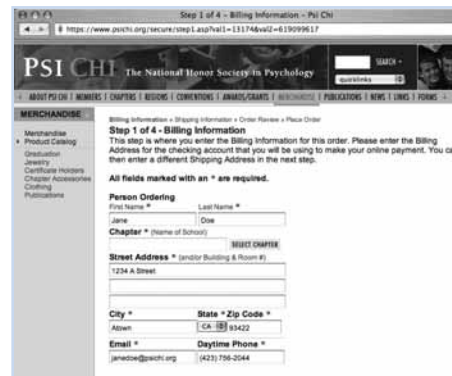 Step 1 of 4 - Billing Information - Psi Chi
https://www.psichi.org/secure/step1.asp?val1=13174&val2=619099617
PSI CHI The National Honor Society in Psychology
SEARCH
quicklinks
ABOUT PSI CHI | MEMBERS | CHAPTERS | REGIONS | CONVENTIONS | AWARDS/GRANTS | MERCHANDISE | PUBLICATIONS | NEWS | LINKS | FORMS
MERCHANDISE
Merchandise
Product Catalog
Graduation
Jewelry
Certificate Holders
Chapter Accessories
Clothing
Publications
Billing Information » Shipping Information » Order Review » Place Order
Step 1 of 4 - Billing Information
This step is where you enter the Billing Information for this order. Please enter the Billing
Address for the checking account that you will be using to make your online payment. You ca
then enter a different Shipping Address in the next step.
All fields marked with an * are required.
Person Ordering
First Name * Last Name *
Jane Doe
Chapter * (Name of School)
SELECT CHAPTER
Street Address * (and/or Building & Room #)
1234 A Street
City * State * Zip Code *
Atown CA 93422
Email * Daytime Phone *
janedoe@psichi.org (423) 756-2044